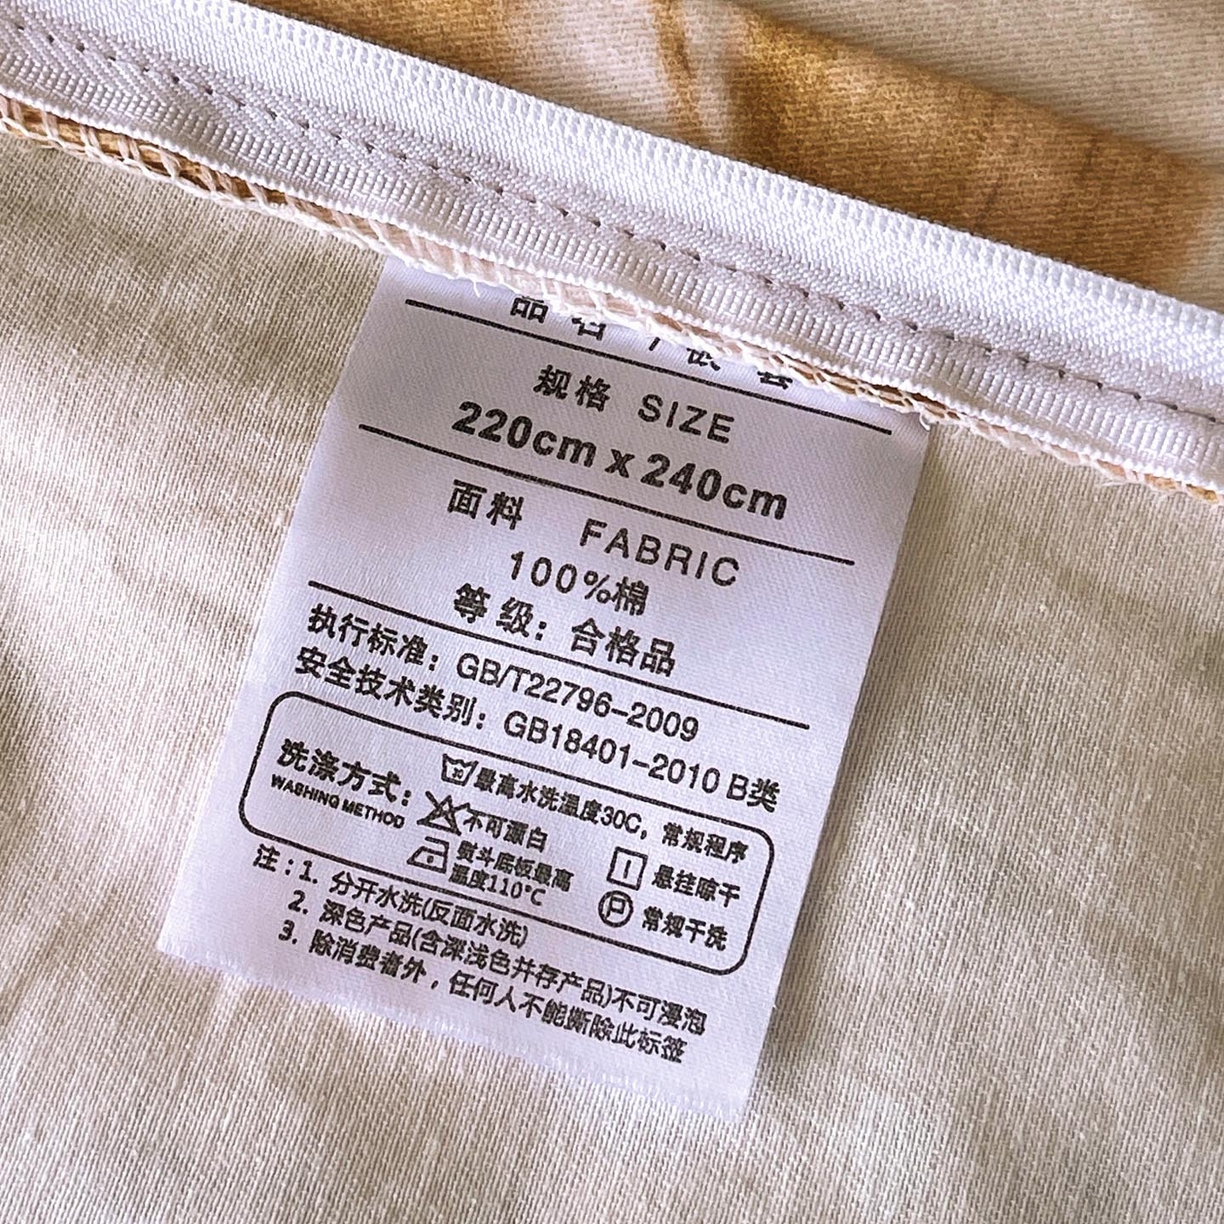 品名
套
规格 SIZE
220cm x 240cm
面料 FABRIC
100%棉
等级：合格品
执行标准：GB/T22796-2009
安全技术类别：GB18401-2010 B类
洗涤方式：
WASHING METHOD
30 最高水洗温度30C，常规程序
不可漂白
熨斗底板最高
温度110°C
悬挂晾干
P 常规干洗
注：1. 分开水洗(反面水洗)
2. 深色产品(含深浅色并存产品)不可浸泡
3. 除消费者外，任何人不能撕除此标签